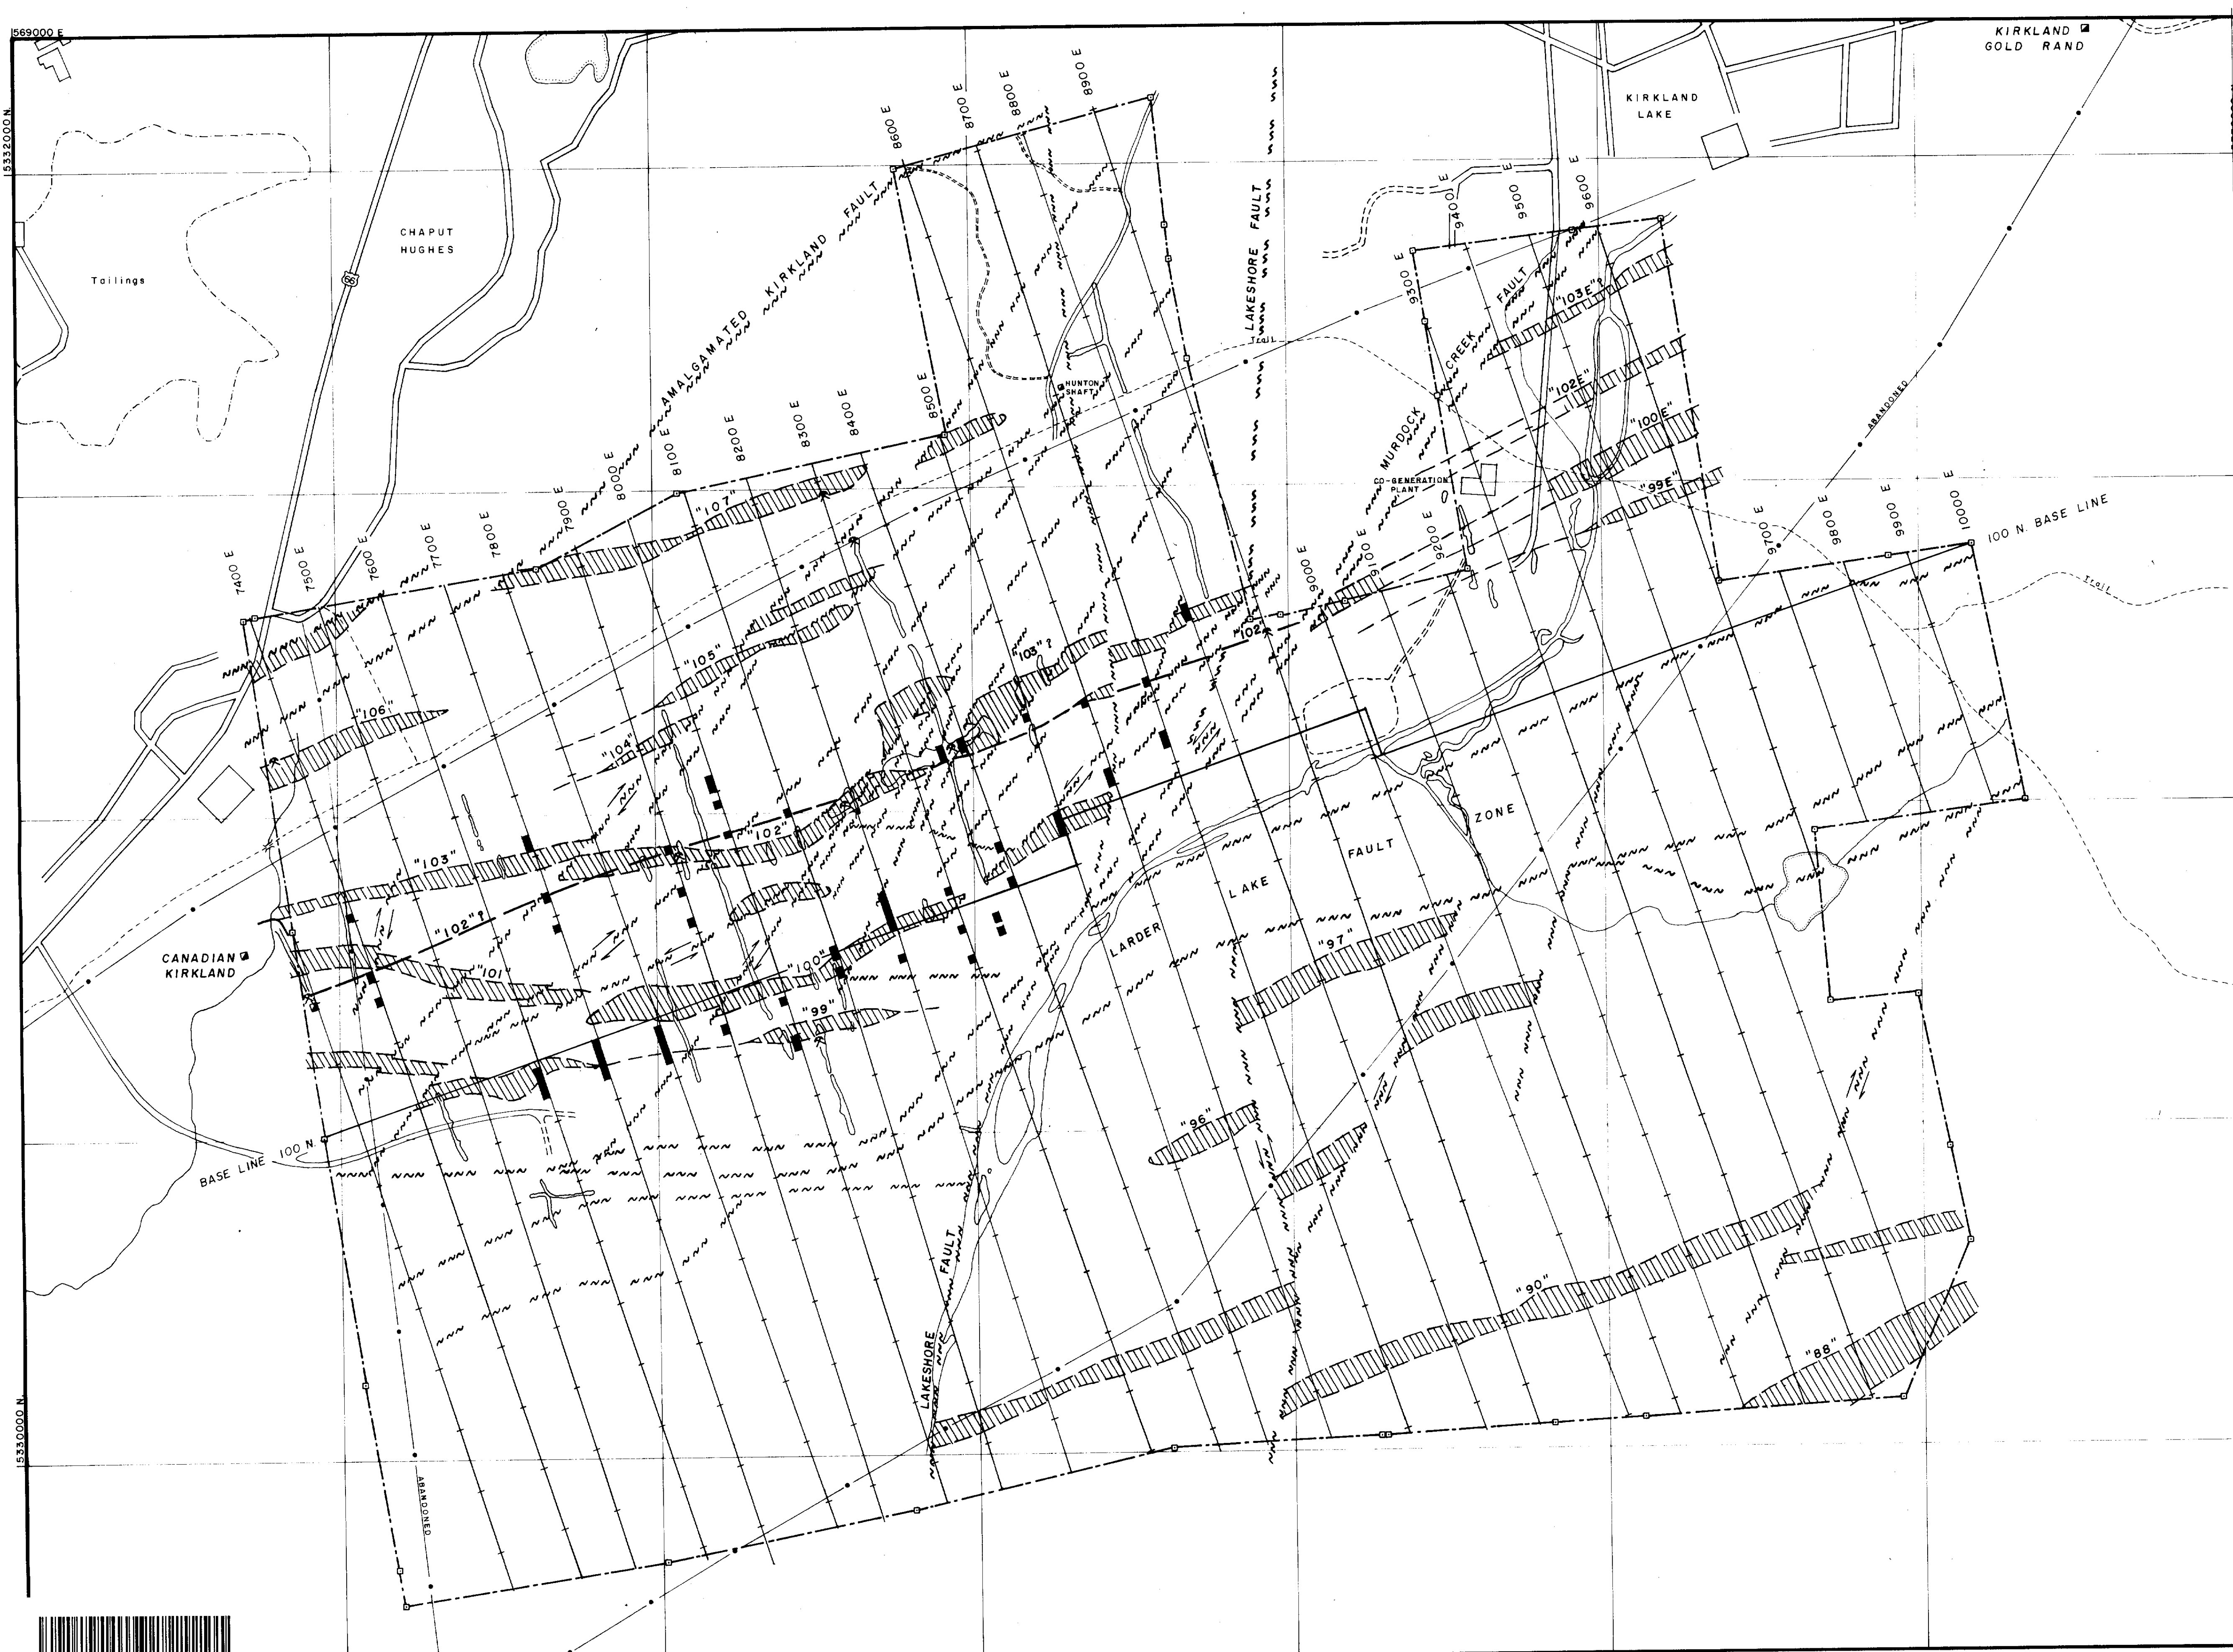 569000 E
KIRKLAND
GOLD RAND
15332000 N.
KIRKLAND
LAKE
8600 E
8700 E
8800 E
8900 E
LAKESHORE FAULT
Trail
9300 E
9400 E
9500
9600 E
CHAPUT
HUGHES
66
Tailings
AMALGAMATED KIRKLAND FAULT
HUNTON
SHAFT
MURDOCK CREEK FAULT
"103E"?
"102E"
"100E"
"99E"
CO-GENERATION
PLANT
ABANDONED
7400 E
7500 E
7600 E
7700 E
7800 E
7900 E
8000 E
8100 E
8200 E
8300 E
8400 E
8500 E
9000 E
9100 E
9200 E
9700 E
9800 E
9900 E
10000 E
100 N. BASE LINE
Trail
"107"
"106"
"105"
"104"
"103"?
"102"
"103"
"102"
"102"?
"101"
"100"
"99"
CANADIAN
KIRKLAND
LARDER LAKE FAULT ZONE
"97"
"96"
BASE LINE 100 N.
LAKESHORE FAULT
"90"
"88"
15330000 N.
ABANDONED